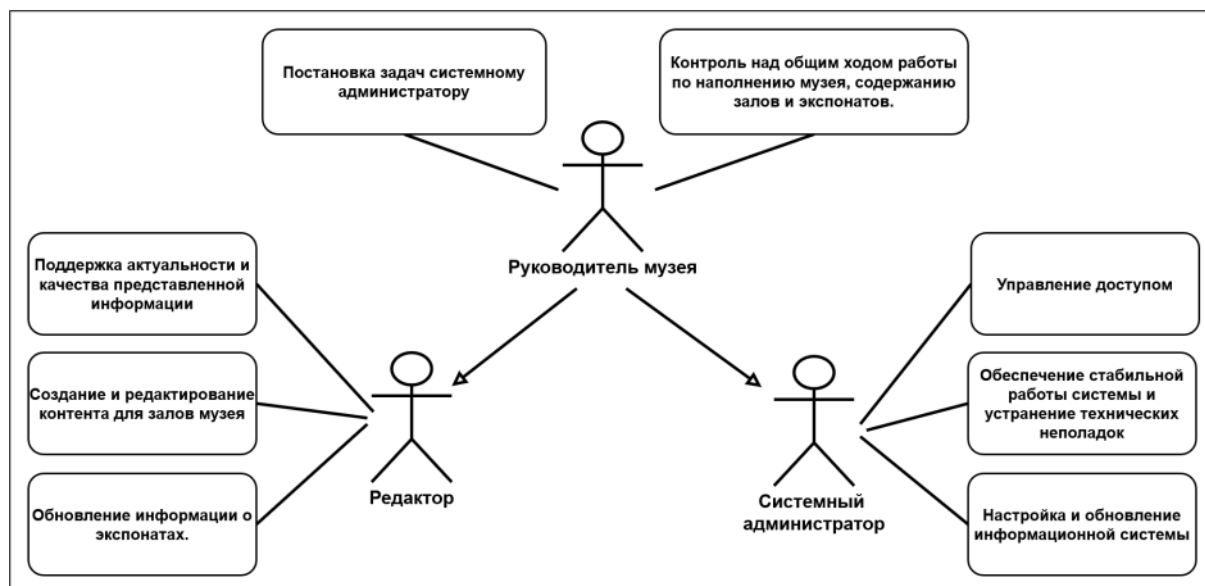 Постановка задач системному
администратору
Контроль над общим ходом работы
по наполнению музея, содержанию
залов и экспонатов.
Руководитель музея
Поддержка актуальности и
качества представленной
информации
Создание и редактирование
контента для залов музея
Обновление информации о
экспонатах.
Редактор
Системный
администратор
Управление доступом
Обеспечение стабильной
работы системы и
устранение технических
неполадок
Настройка и обновление
информационной системы